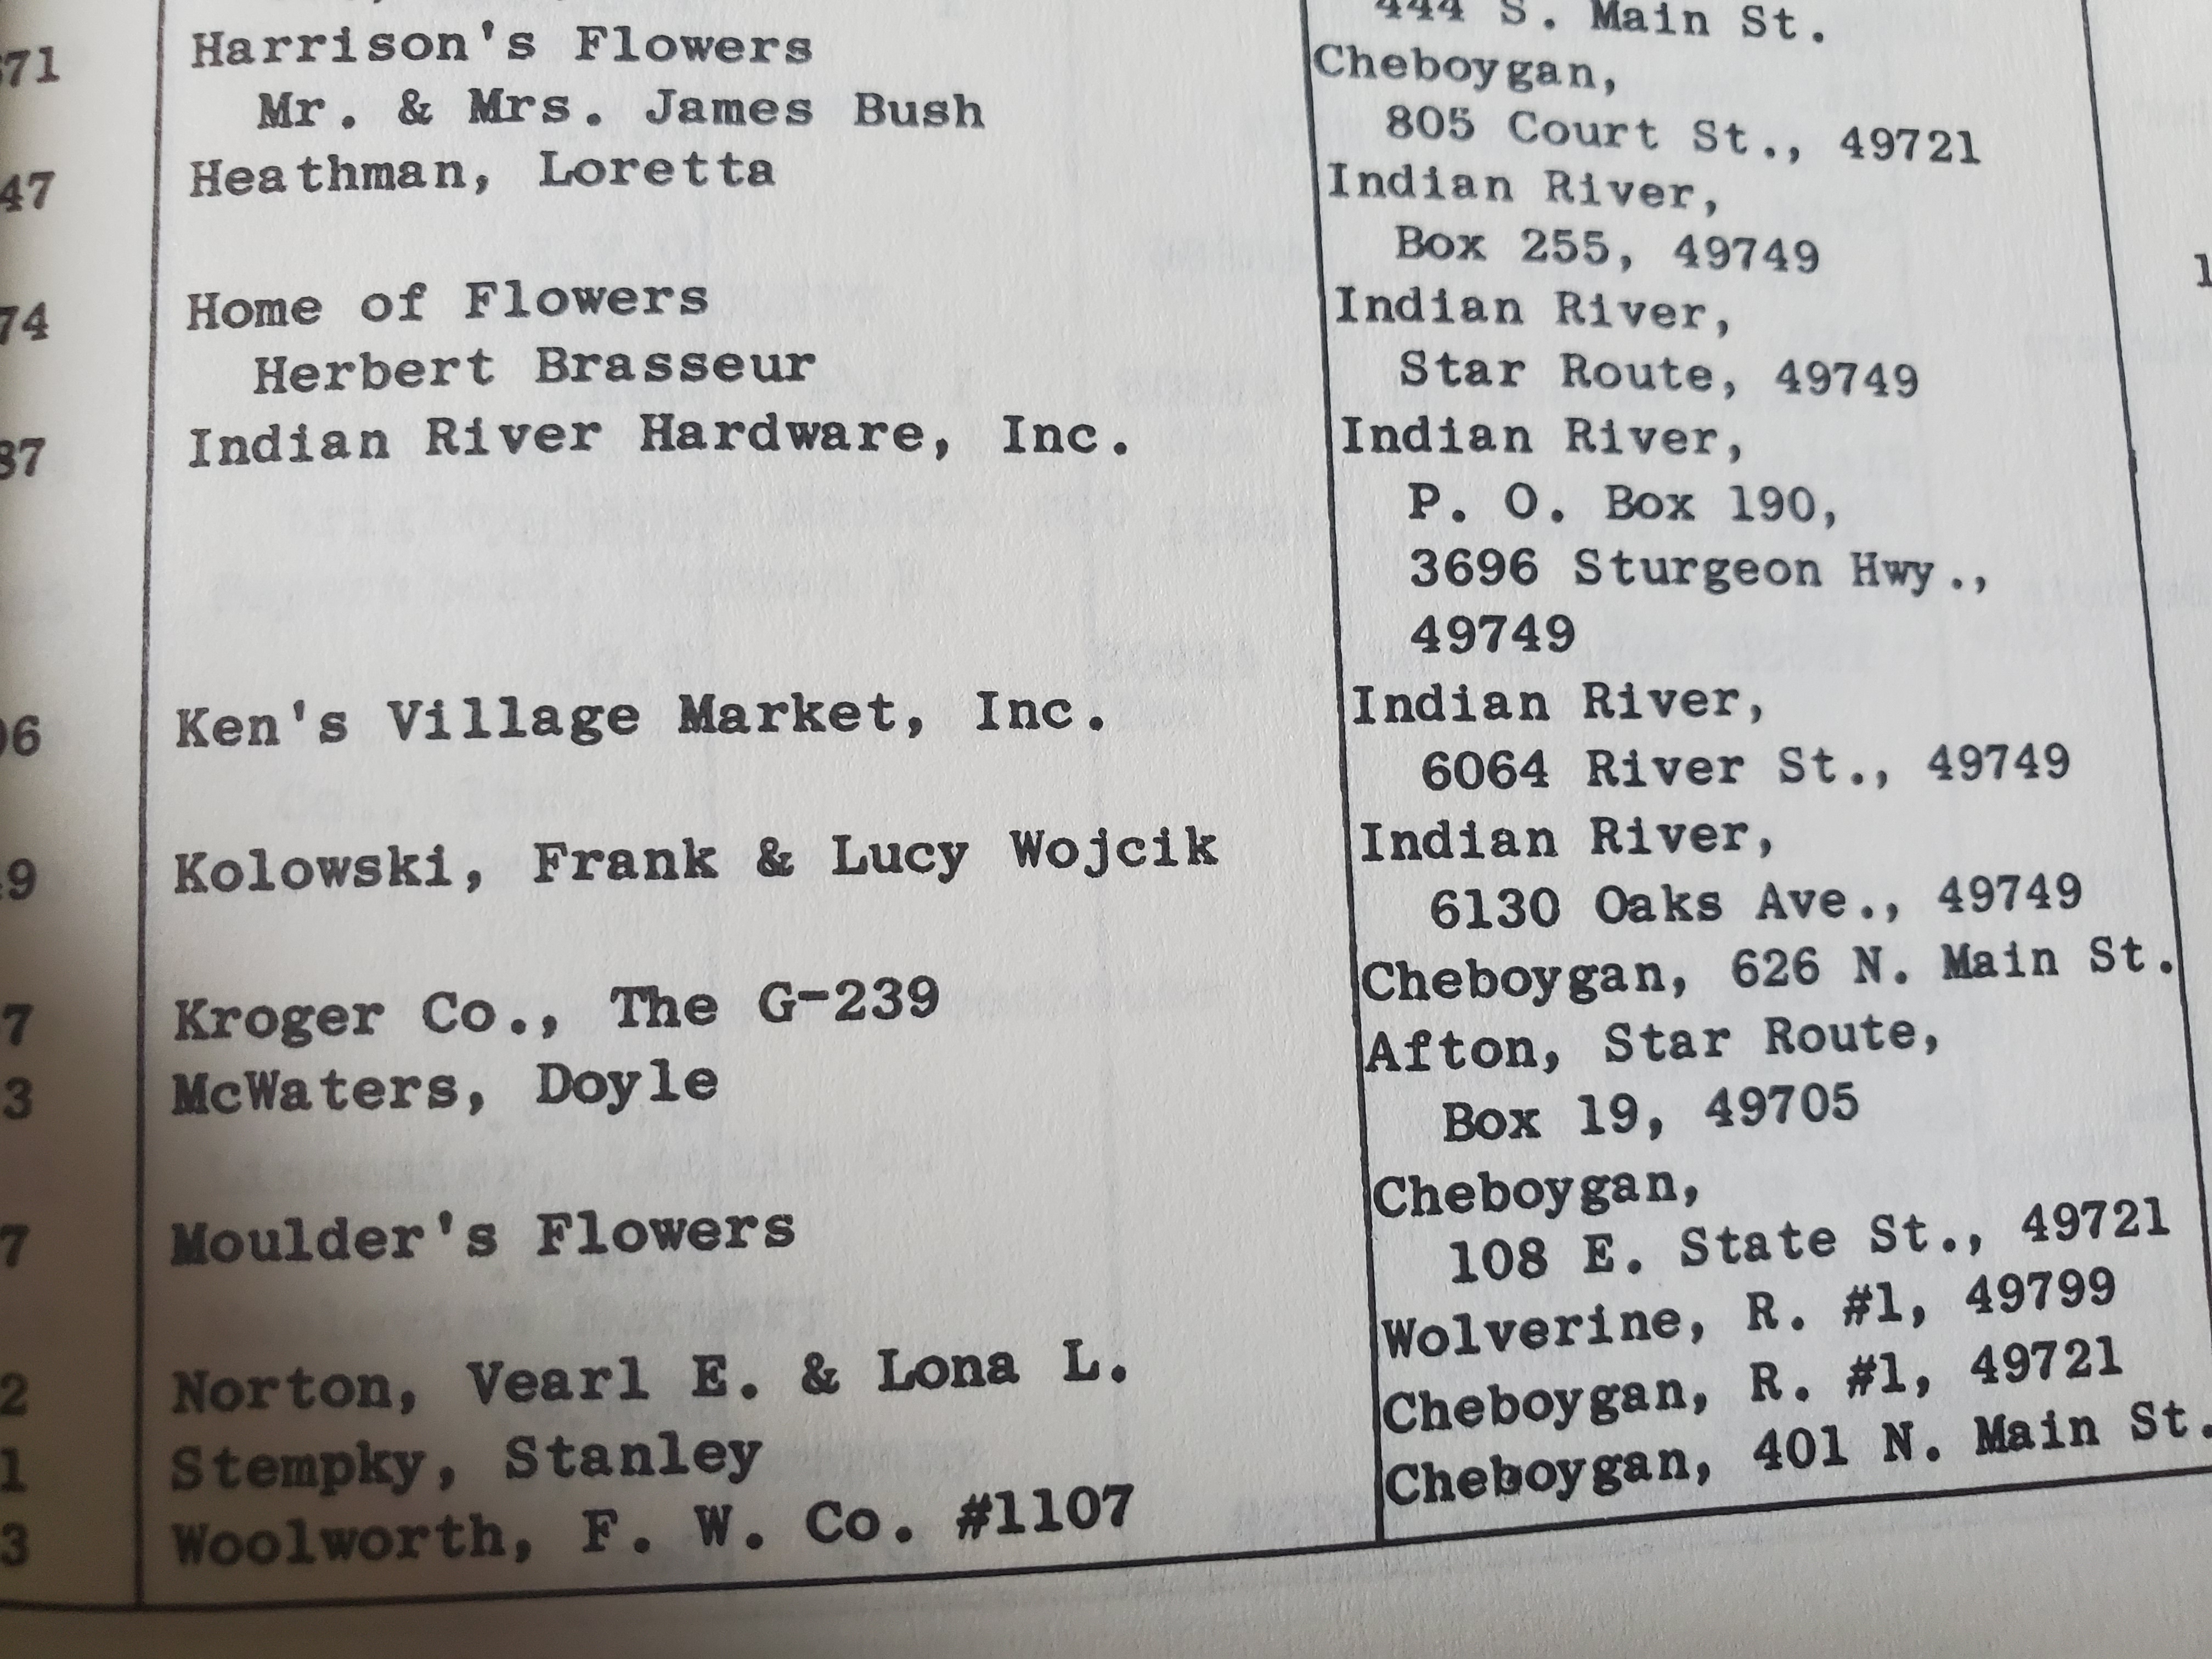 444 S. Main St.
71 Harrison's Flowers Cheboygan,
Mr. & Mrs. James Bush 805 Court St., 49721
47 Heathman, Loretta Indian River,
Box 255, 49749
74 Home of Flowers Indian River,
Herbert Brasseur Star Route, 49749
87 Indian River Hardware, Inc. Indian River,
P. O. Box 190,
3696 Sturgeon Hwy.,
49749
06 Ken's Village Market, Inc. Indian River,
6064 River St., 49749
9 Kolowski, Frank & Lucy Wojcik Indian River,
6130 Oaks Ave., 49749
7 Kroger Co., The G-239 Cheboygan, 626 N. Main St.
3 McWaters, Doyle Afton, Star Route,
Box 19, 49705
7 Moulder's Flowers Cheboygan,
108 E. State St., 49721
2 Norton, Vearl E. & Lona L. Wolverine, R. #1, 49799
1 Stempky, Stanley Cheboygan, R. #1, 49721
3 Woolworth, F. W. Co. #1107 Cheboygan, 401 N. Main St.